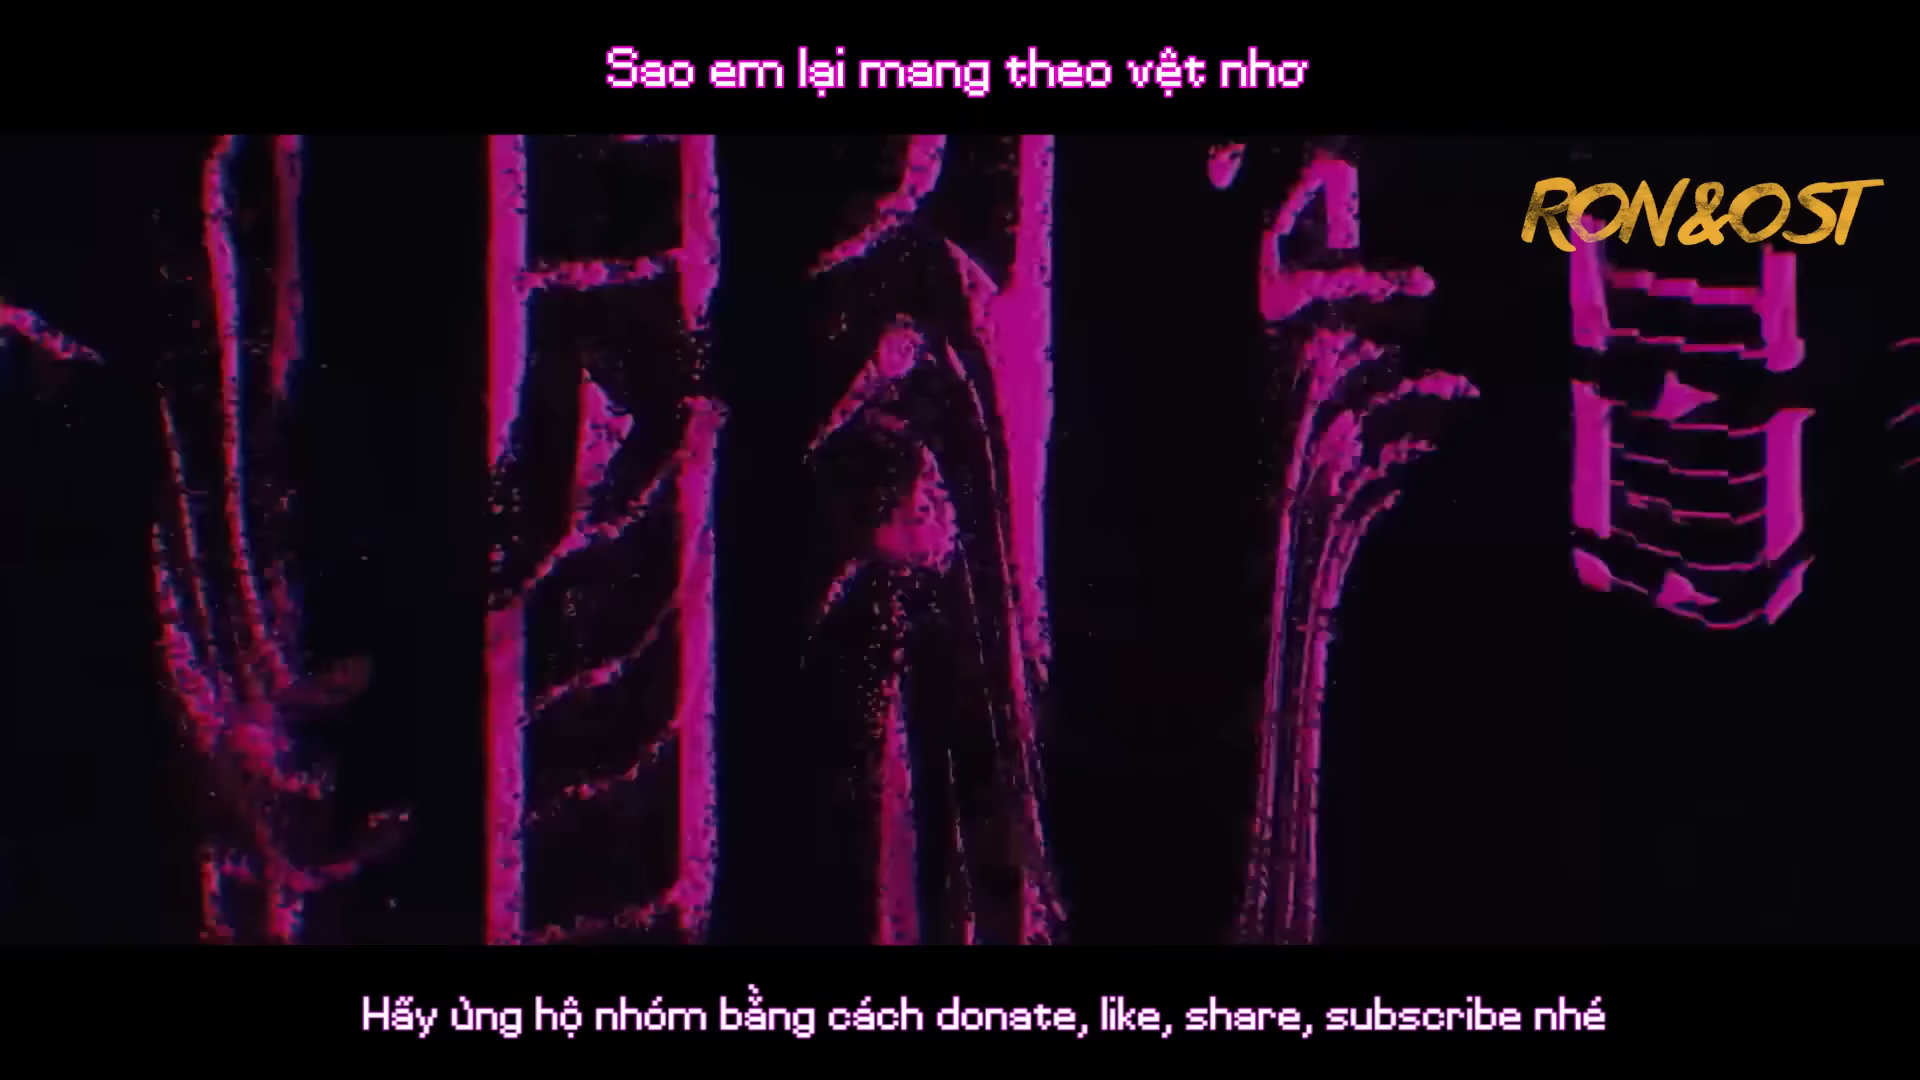 Sao em lại mang theo vệt nhơ
RON&OST
Hãy ủng hộ nhóm bằng cách donate, like, share, subscribe nhé